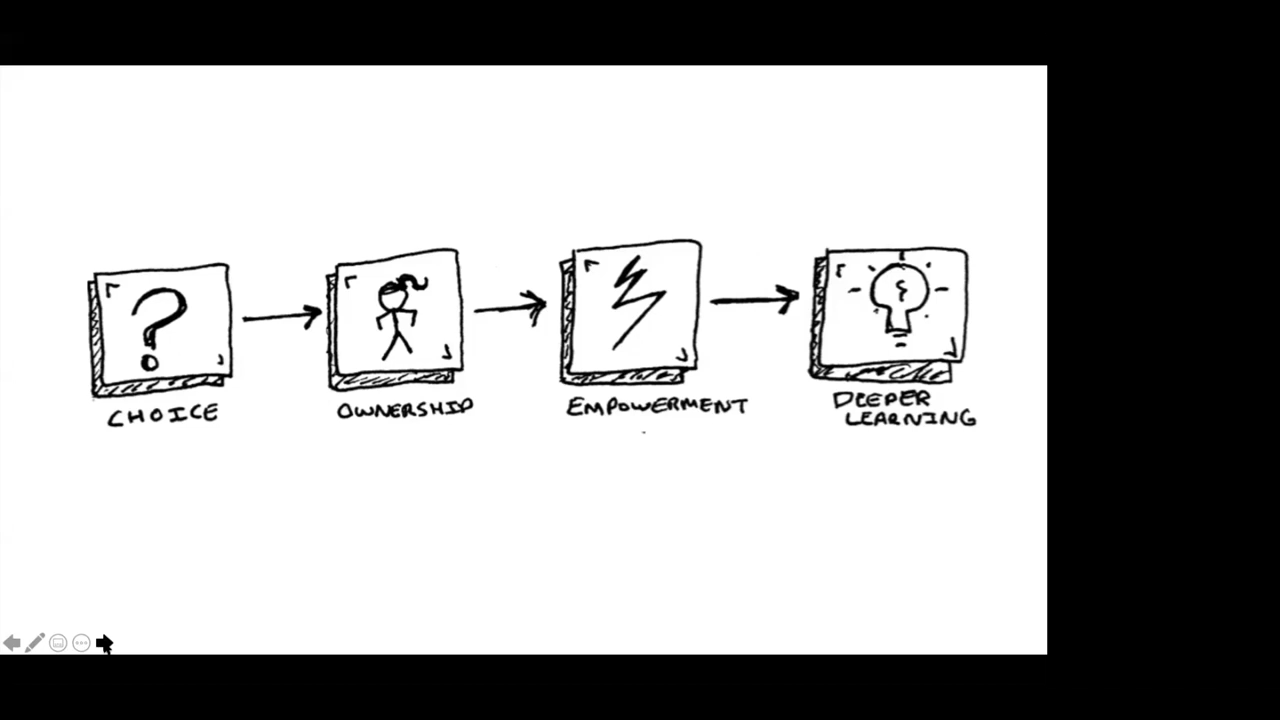 CHOICE
OWNERSHIP
EMPOWERMENT
DEEPER
LEARNING